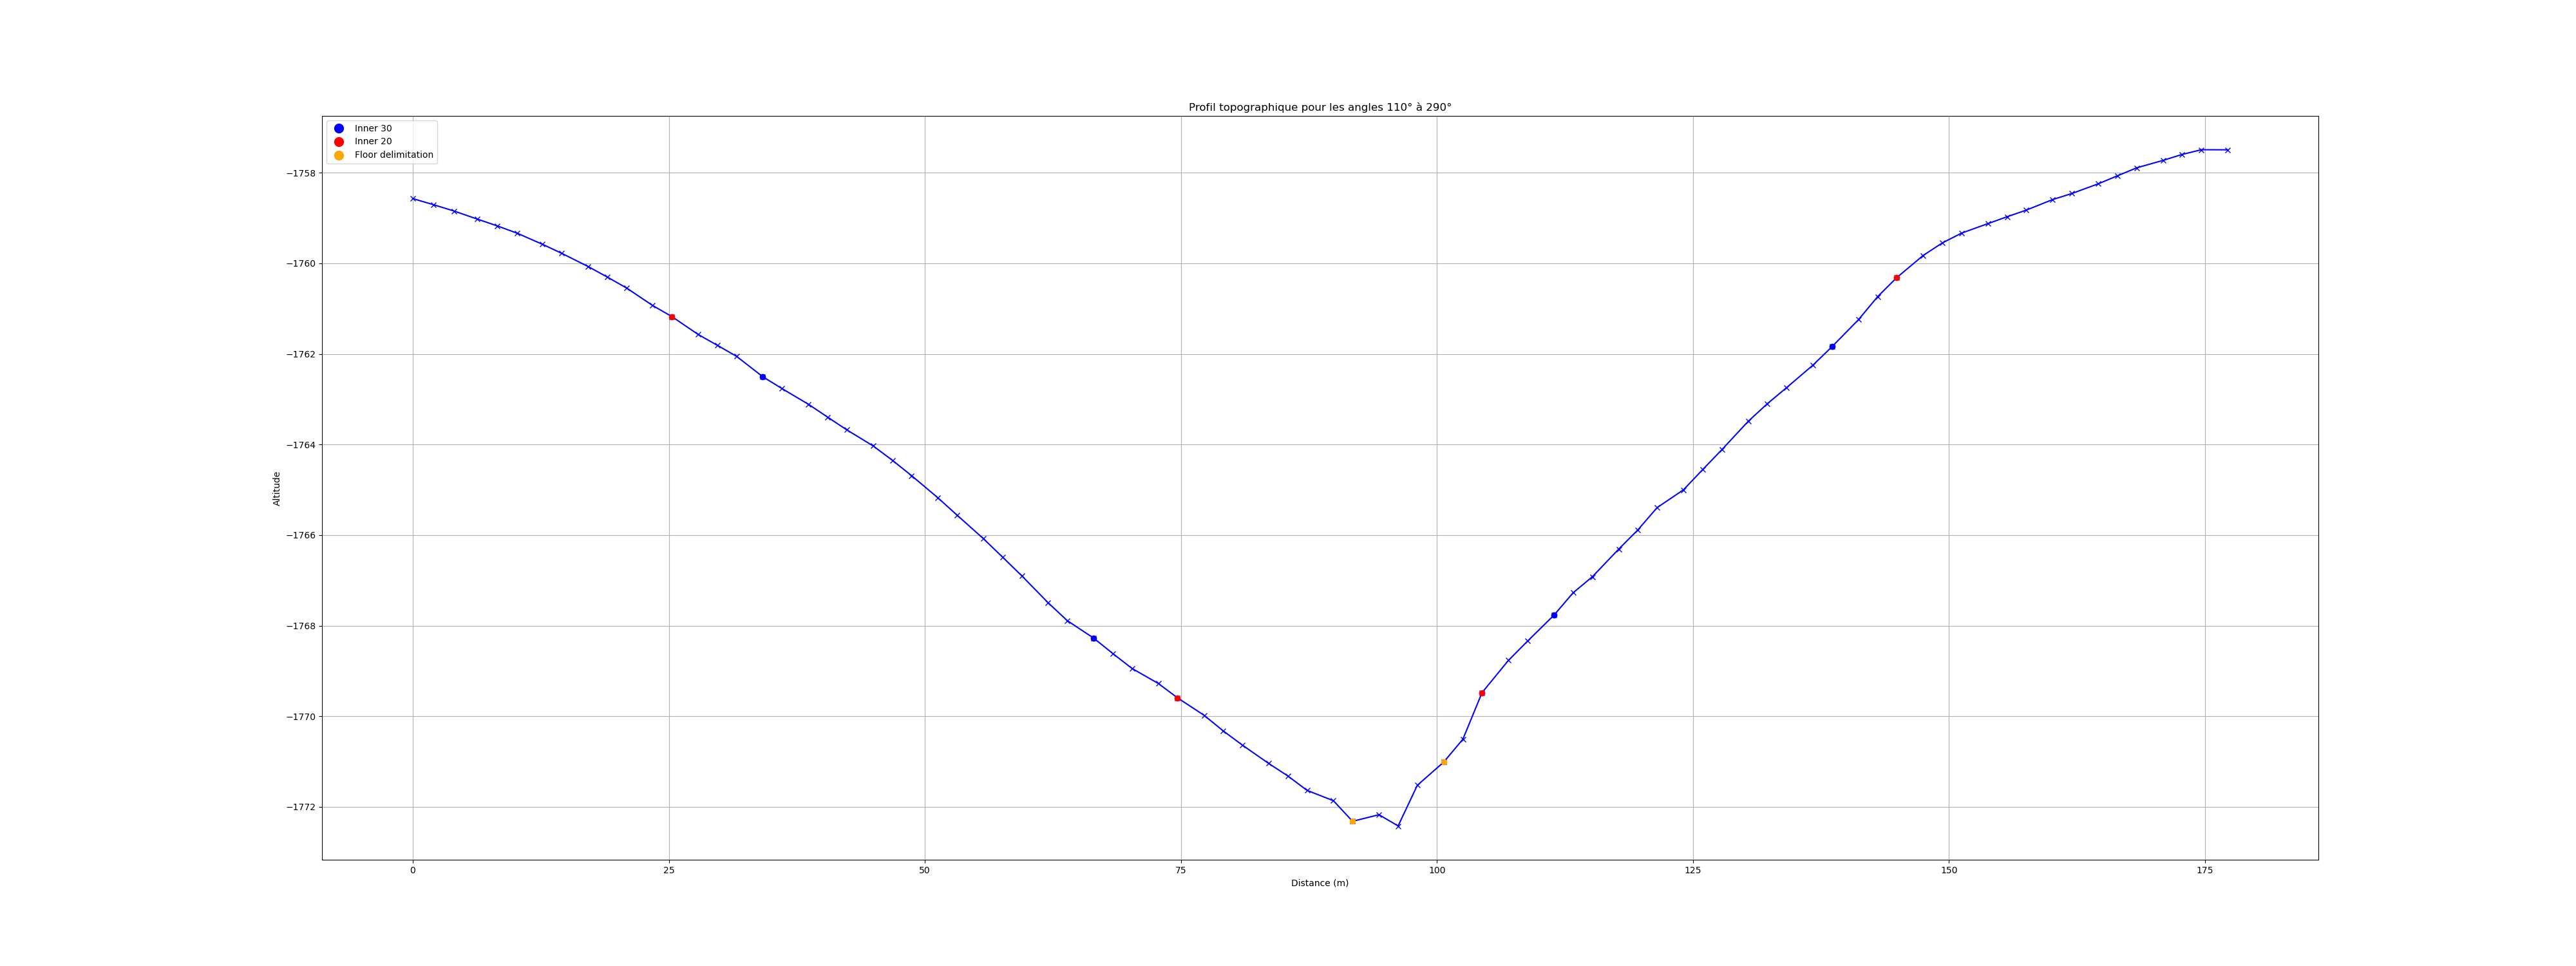 Profil topographique pour les angles 110° à 290°
Inner 30
Inner 20
Floor delimitation
−1758
−1760
−1762
−1764
−1766
−1768
−1770
−1772
Altitude
0 25 50 75 100 125 150 175
Distance (m)